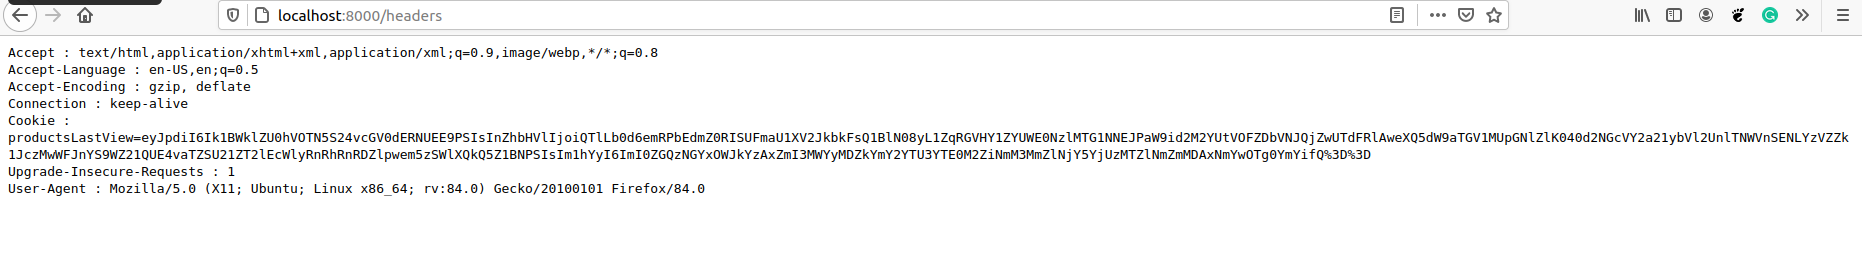 localhost:8000/headers
Accept : text/html,application/xhtml+xml,application/xml;q=0.9,image/webp,*/*;q=0.8
Accept-Language : en-US,en;q=0.5
Accept-Encoding : gzip, deflate
Connection : keep-alive
Cookie :
productsLastView=eyJpdiI6Ik1BWklZU0hVOTN5S24vcGV0dERNUEE9PSIsInZhbHVlIjoiQTlLb0d6emRPbEdmZ0RISUFmaU1XV2JkbkFsQ1BlN08yL1ZqRGVHY1ZYUWE0NzlMTG1NNEJPaW9id2M2YUtVOFZDbVNJQjZwUTdFRlAweXQ5dW9aTGV1MUpGNlZlK040d2NGcVY2a21ybVl2UnlTNWVnSENLYzVZZk
1JczMwWFJnYS9WZ21QUE4vaTZSU21ZT2lEcWlyRnRhRnRDZlpwem5zSWlXQkQ5Z1BNPSIsIm1hYyI6ImI0ZGQzNGYxOWJkYzAxZmI3MWYyMDZkYmY2YTU3YTE0M2ZiNmM3MmZlNjY5YjUzMTZlNmZmMDAxNmYwOTg0YmYifQ%3D%3D
Upgrade-Insecure-Requests : 1
User-Agent : Mozilla/5.0 (X11; Ubuntu; Linux x86_64; rv:84.0) Gecko/20100101 Firefox/84.0